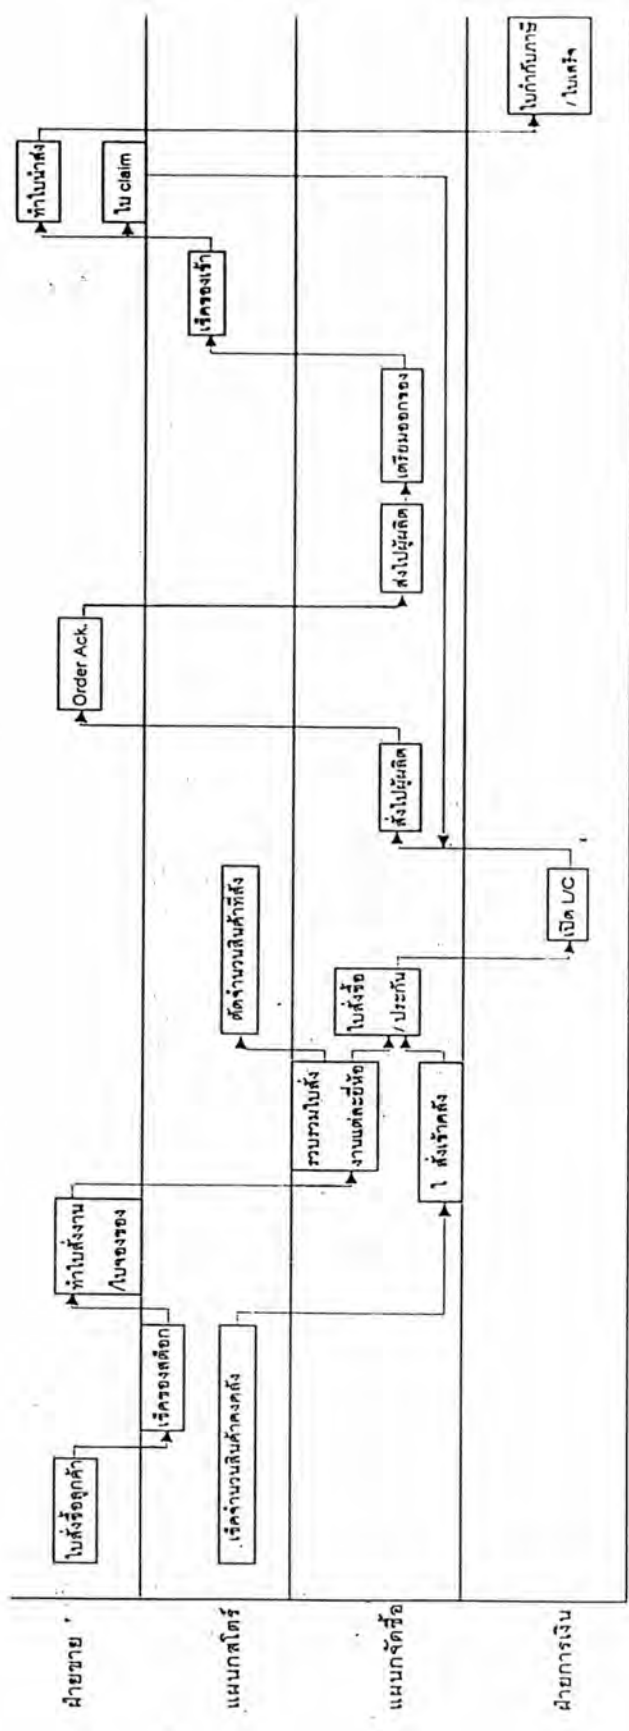 ฝ่ายขาย
ใบสั่งซื้อลูกค้า
ทำใบสั่งงาน
/ใบจองของ
Order Ack.
ทำใบนำส่ง
ใบ claim
แผนกสโตร์
เช็คของสต๊อก
เช็คจำนวนสินค้าคงคลัง
ตัดจำนวนสินค้าที่สั่ง
เช็คของเข้า
แผนกจัดซื้อ
รวบรวมใบสั่ง
งานแต่ละยี่ห้อ
สั่งเข้าคลัง
ใบสั่งซื้อ
/ ประกัน
สั่งไปผู้ผลิต
ส่งไปผู้ผลิต
เตรียมออกของ
ฝ่ายการเงิน
เปิด L/C
ใบกำกับภาษี
/ ใบเสร็จ